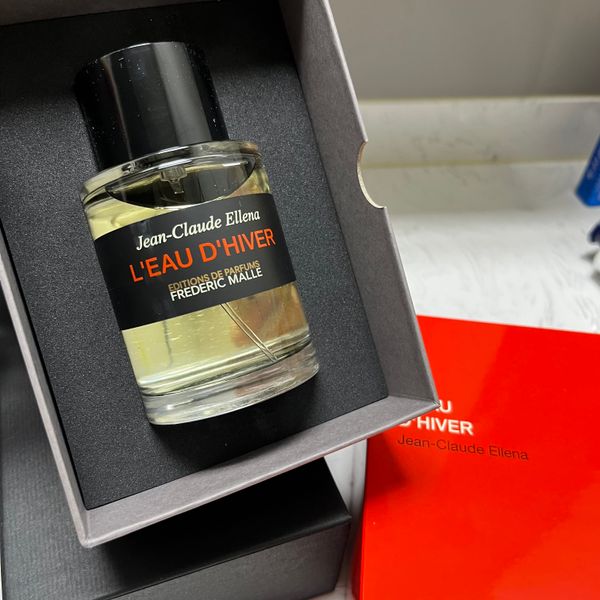 Jean-Claude Ellena
L'EAU D'HIVER
EDITIONS DE PARFUMS
FREDERIC MALLE
D'HIVER
Jean-Claude Ellena